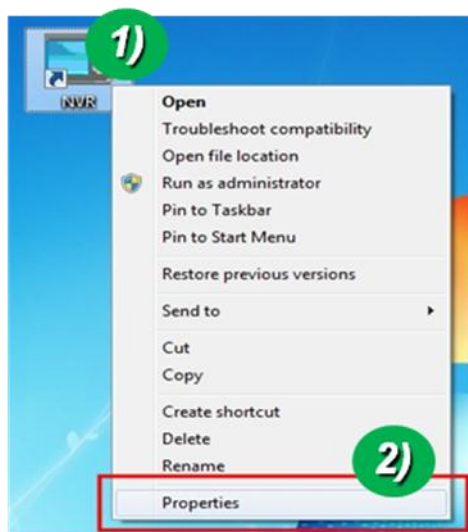 1)
NVR
Open
Troubleshoot compatibility
Open file location
Run as administrator
Pin to Taskbar
Pin to Start Menu
Restore previous versions
Send to
Cut
Copy
Create shortcut
Delete
Rename
2)
Properties